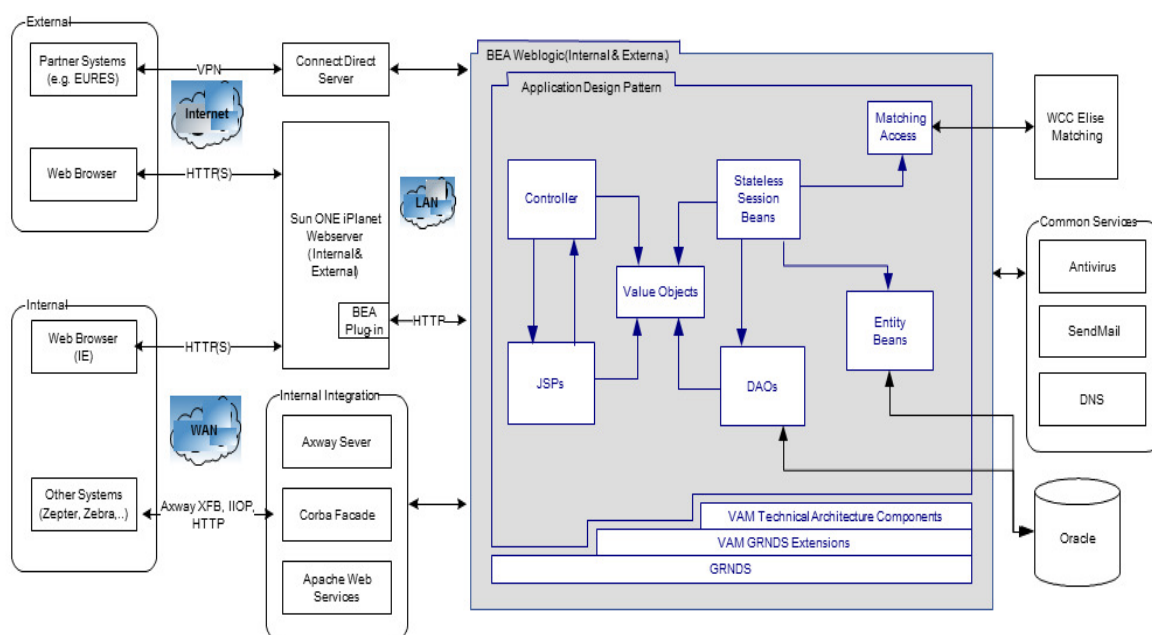 External
Partner Systems
(e.g. EURES)
VPN
Internet
Web Browser
HTTP(S)
Connect Direct
Server
Sun ONE iPlanet
Webserver
(Internal &
External)
BEA
Plug-in
LAN
HTTP
Internal
Web Browser
(IE)
HTTP(S)
WAN
Other Systems
(Zepter, Zebra,..)
Axway XFB, IIOP,
HTTP
Internal Integration
Axway Sever
Corba Facade
Apache Web
Services
BEA Weblogic(Internal & Externa.)
Application Design Pattern
Matching
Access
Controller
Stateless
Session
Beans
Value Objects
Entity
Beans
JSPs
DAOs
VAM Technical Architecture Components
VAM GRNDS Extensions
GRNDS
WCC Elise
Matching
Common Services
Antivirus
SendMail
DNS
Oracle